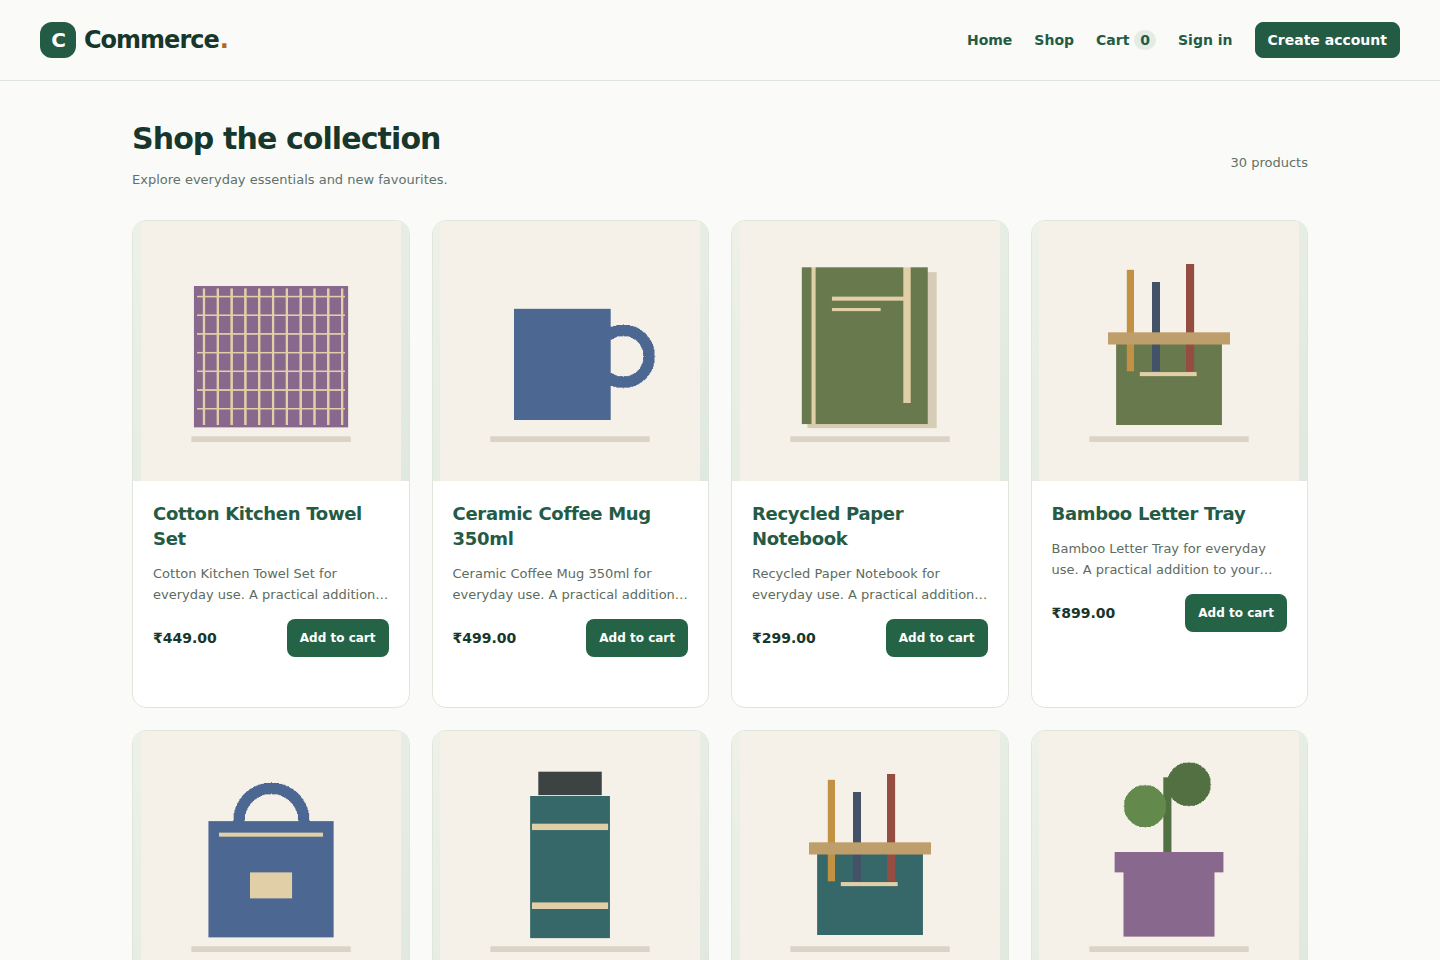 C Commerce.
Home Shop Cart 0 Sign in Create account
Shop the collection
Explore everyday essentials and new favourites.
30 products
Cotton Kitchen Towel
Set
Cotton Kitchen Towel Set for
everyday use. A practical addition...
₹449.00 Add to cart
Ceramic Coffee Mug
350ml
Ceramic Coffee Mug 350ml for
everyday use. A practical addition...
₹499.00 Add to cart
Recycled Paper
Notebook
Recycled Paper Notebook for
everyday use. A practical addition...
₹299.00 Add to cart
Bamboo Letter Tray
Bamboo Letter Tray for everyday
use. A practical addition to your...
₹899.00 Add to cart